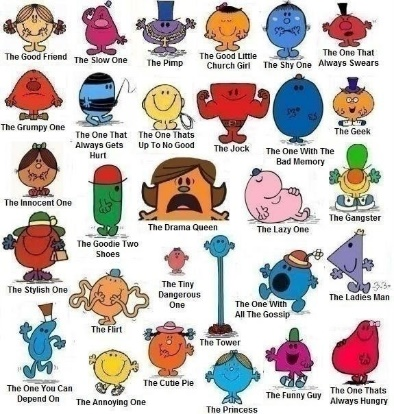 The Good Friend
The Slow One
The Pimp
The Good Little
Church Girl
The Shy One
The One That
Always Swears
The Grumpy One
The One That
Always Gets
Hurt
The One Thats
Up To No Good
The Jock
The One With The
Bad Memory
The Geek
The Innocent One
The Goodie Two
Shoes
The Drama Queen
The Lazy One
The Gangster
The Stylish One
The Flirt
The Tiny
Dangerous
One
The Tower
The One With
All The Gossip
The Ladies Man
The One You Can
Depend On
The Annoying One
The Cutie Pie
The Princess
The Funny Guy
The One Thats
Always Hungry